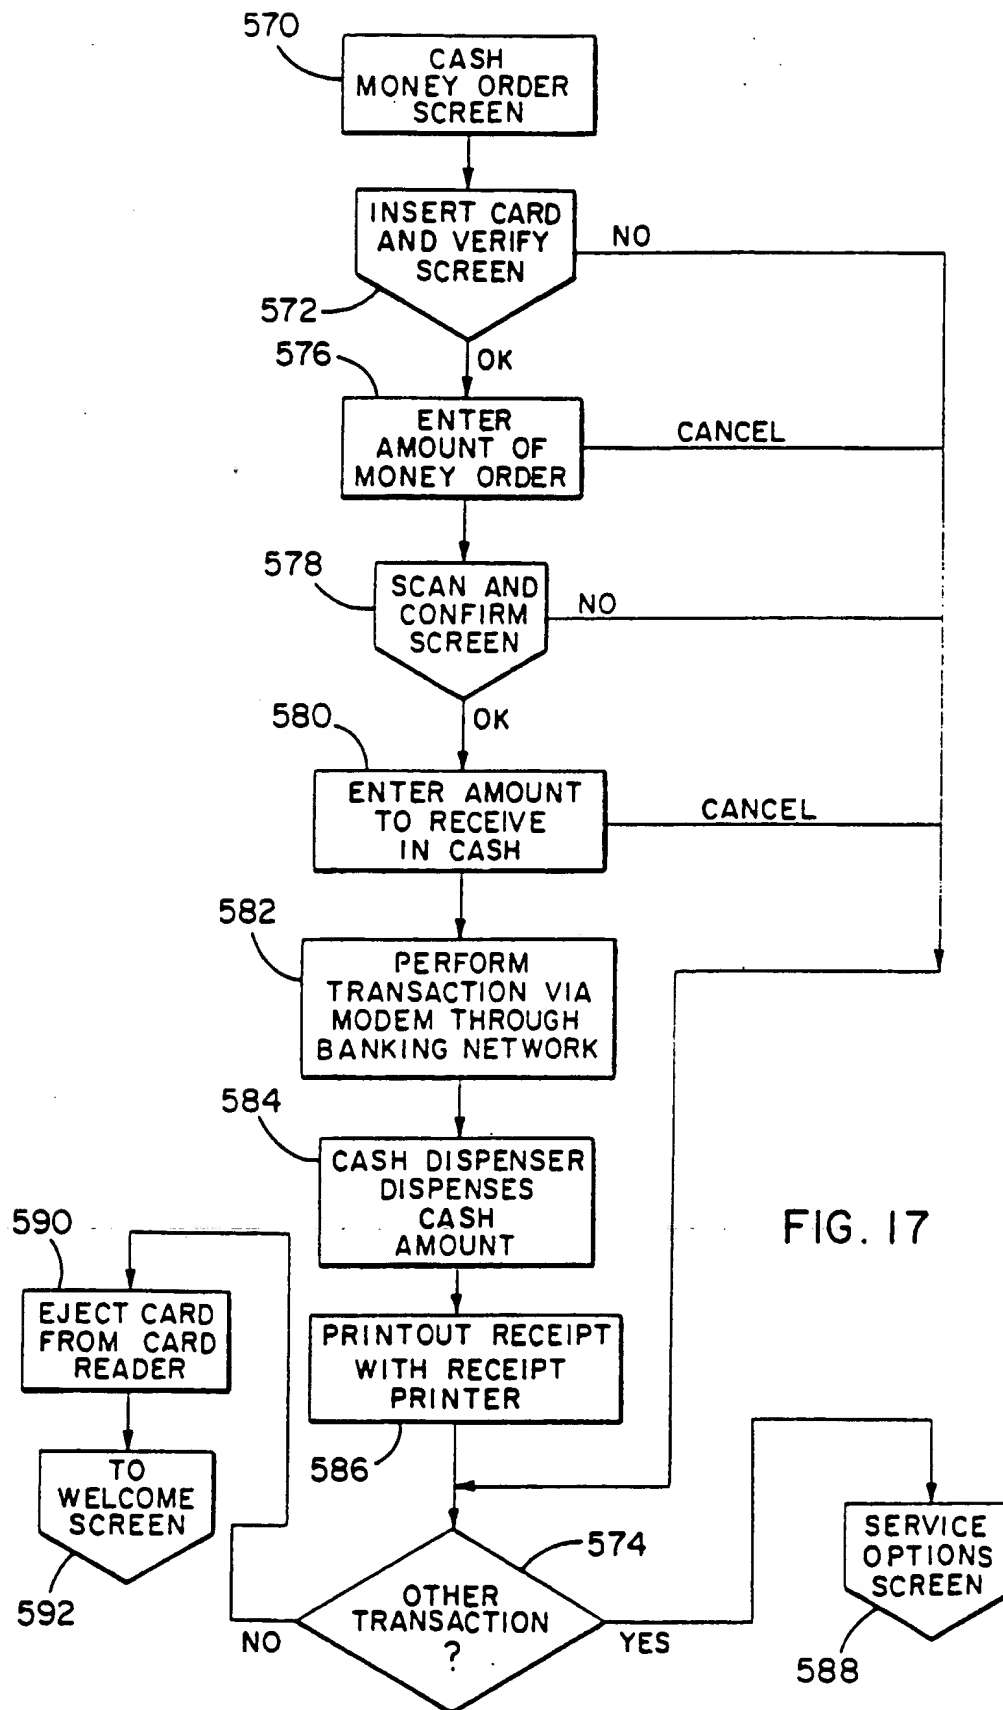 570
CASH
MONEY ORDER
SCREEN
INSERT CARD
AND VERIFY
SCREEN
NO
572
OK
576
ENTER
AMOUNT OF
MONEY ORDER
CANCEL
578
SCAN AND
CONFIRM
SCREEN
NO
OK
580
ENTER AMOUNT
TO RECEIVE
IN CASH
CANCEL
582
PERFORM
TRANSACTION VIA
MODEM THROUGH
BANKING NETWORK
584
CASH DISPENSER
DISPENSES
CASH
AMOUNT
FIG. 17
590
EJECT CARD
FROM CARD
READER
PRINTOUT RECEIPT
WITH RECEIPT
PRINTER
586
TO
WELCOME
SCREEN
592
574
OTHER
TRANSACTION
?
NO
YES
SERVICE
OPTIONS
SCREEN
588